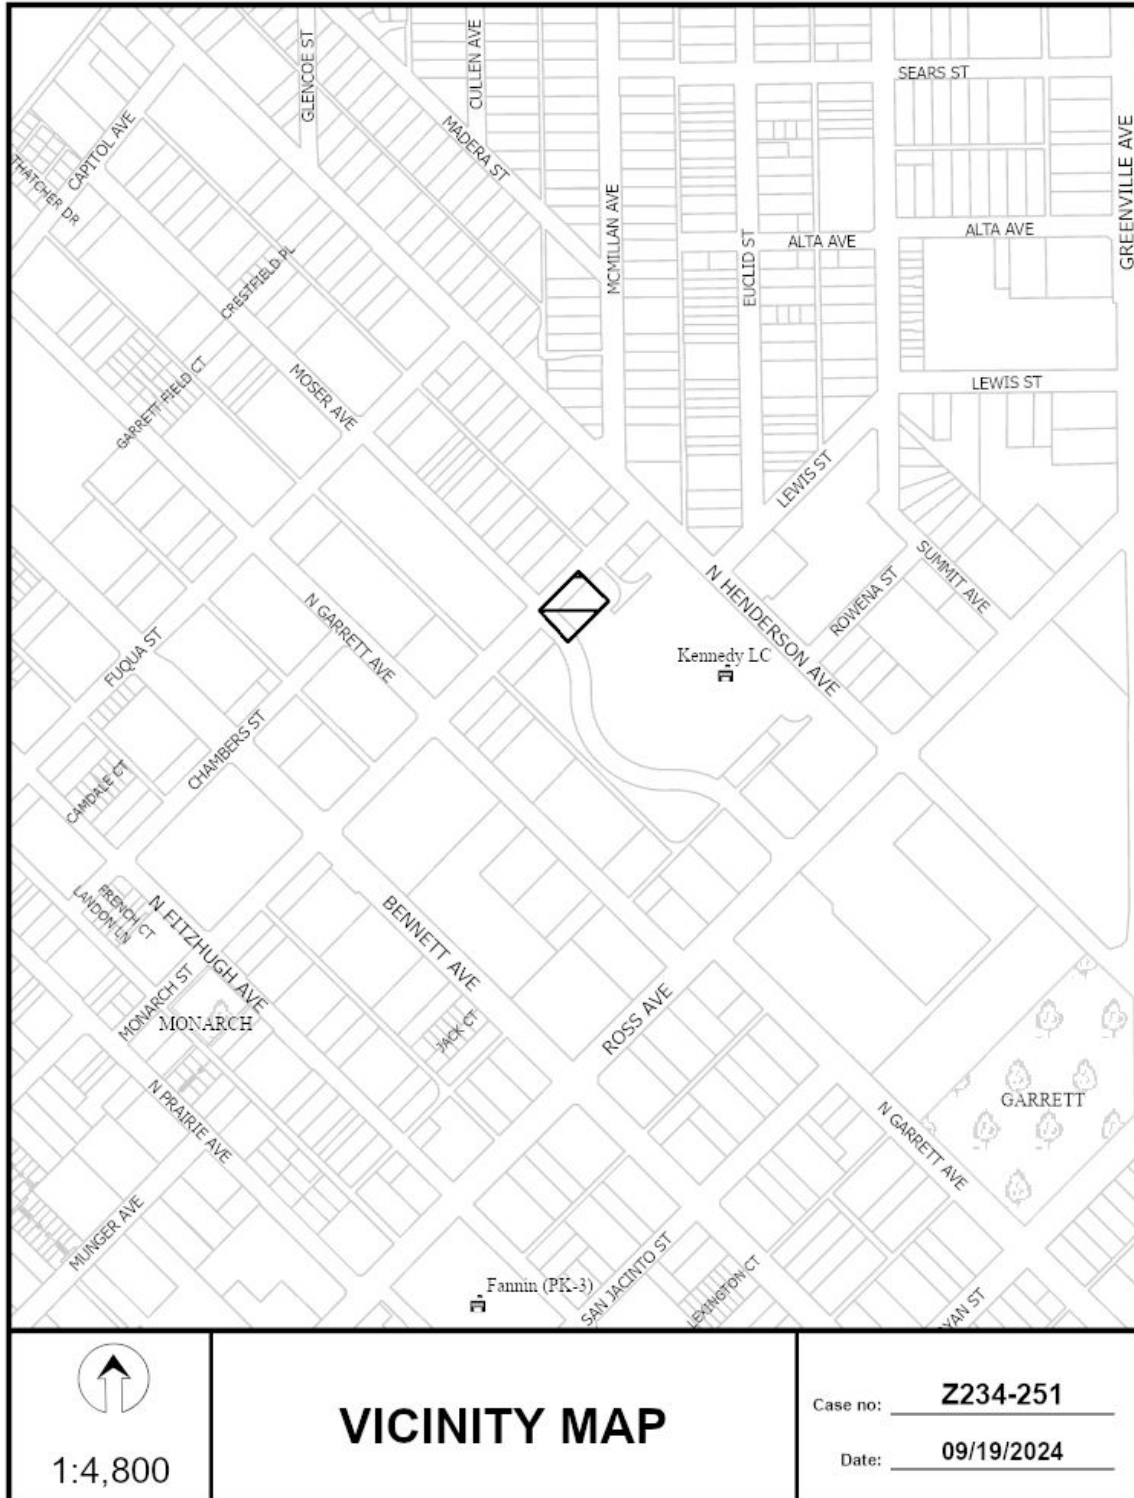 GLENCOE ST
CULLEN AVE
SEARS ST
CAPITOL AVE
MADERA ST
GREENVILLE AVE
THATCHER DR
MCMILLAN AVE
EUCLID ST
ALTA AVE
ALTA AVE
CRESTFIELD PL
MOSER AVE
GARRETT FIELD CT
LEWIS ST
LEWIS ST
SUMMIT AVE
N HENDERSON AVE
ROWENA ST
N GARRETT AVE
FUQUA ST
Kennedy LC
CHAMBERS ST
CAMDALE CT
FRENCH CT
LANDON LN
N FITZHUGH AVE
BENNETT AVE
MONARCH ST
MONARCH
ROSS AVE
JACK CT
N PRAIRIE AVE
GARRETT
N GARRETT AVE
MUNGER AVE
Fannin (PK-3)
SAN JACINTO ST
LEXINGTON CT
YAN ST
1:4,800
VICINITY MAP
Case no: Z234-251
Date: 09/19/2024